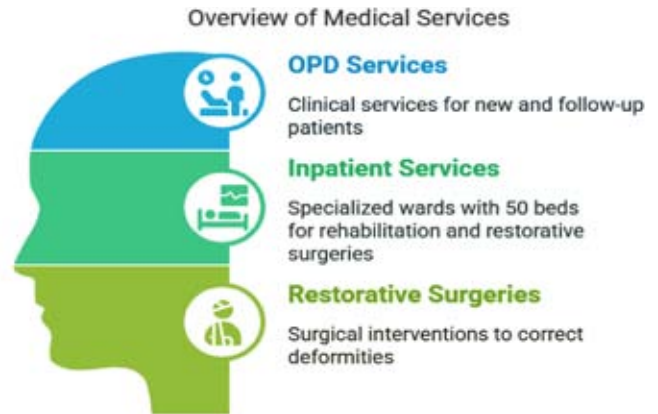 Overview of Medical Services
OPD Services
Clinical services for new and follow-up
patients
Inpatient Services
Specialized wards with 50 beds
for rehabilitation and restorative
surgeries
Restorative Surgeries
Surgical interventions to correct
deformities